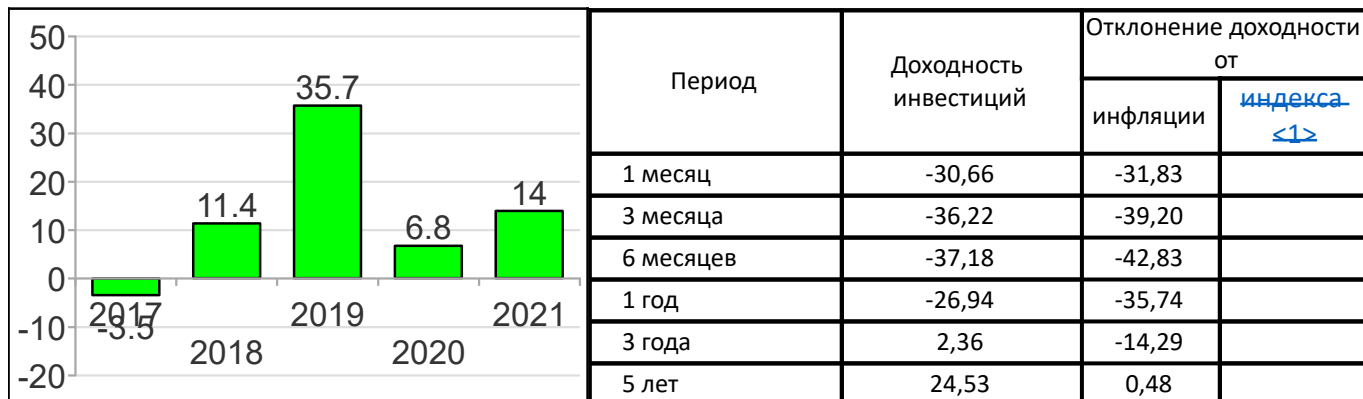 50
40
30
20
10
0
-10
-20
-3.5
11.4
35.7
6.8
14
2017
2018
2019
2020
2021
Период
Доходность
инвестиций
Отклонение доходности
от
инфляции
индекса
<1>
1 месяц -30,66 -31,83
3 месяца -36,22 -39,20
6 месяцев -37,18 -42,83
1 год -26,94 -35,74
3 года 2,36 -14,29
5 лет 24,53 0,48